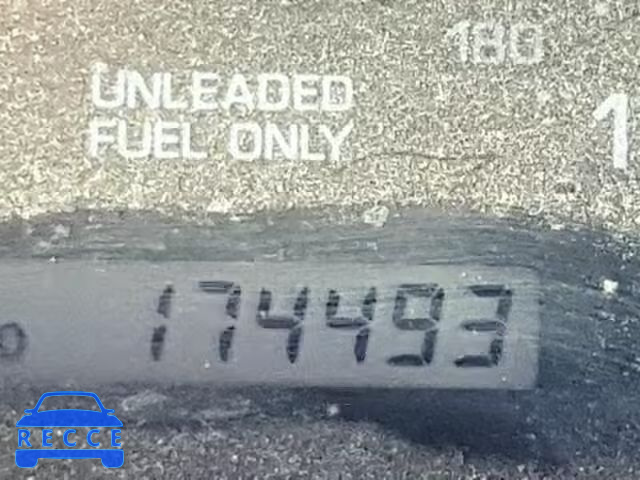 180
UNLEADED
FUEL ONLY
1
O 174493
RECCE